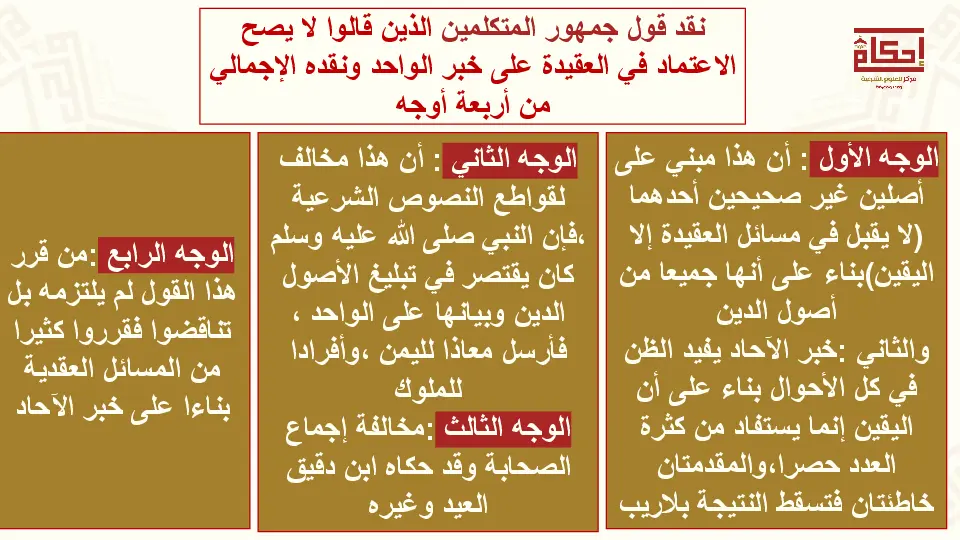 نقد قول جمهور المتكلمين الذين قالوا لا يصح
الاعتماد في العقيدة على خبر الواحد ونقده الإجمالي
من أربعة أوجه
إحكام
مركز للعلوم الشرعية
الوجه الأول : أن هذا مبني على
أصلين غير صحيحين أحدهما
(لا يقبل في مسائل العقيدة إلا
اليقين)بناء على أنها جميعا من
أصول الدين
والثاني :خبر الآحاد يفيد الظن
في كل الأحوال بناء على أن
اليقين إنما يستفاد من كثرة
العدد حصرا،والمقدمتان
خاطئتان فتسقط النتيجة بلاريب
الوجه الثاني : أن هذا مخالف
لقواطع النصوص الشرعية
،فإن النبي صلى الله عليه وسلم
كان يقتصر في تبليغ الأصول
الدين وبيانها على الواحد ،
فأرسل معاذا لليمن ،وأفرادا
للملوك
الوجه الثالث :مخالفة إجماع
الصحابة وقد حكاه ابن دقيق
العيد وغيره
الوجه الرابع :من قرر
هذا القول لم يلتزمه بل
تناقضوا فقرروا كثيرا
من المسائل العقدية
بناءا على خبر الآحاد